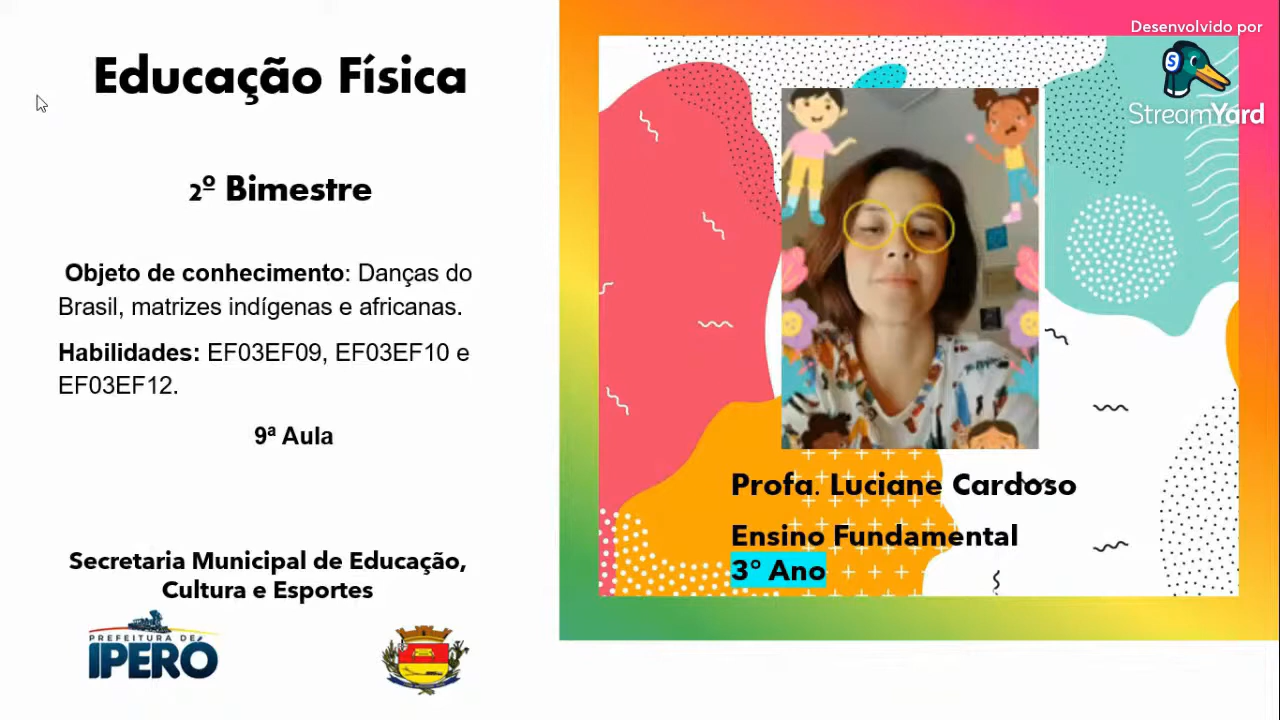 Educação Física
2º Bimestre
Objeto de conhecimento: Danças do
Brasil, matrizes indígenas e africanas.
Habilidades: EF03EF09, EF03EF10 e
EF03EF12.
9ª Aula
Secretaria Municipal de Educação,
Cultura e Esportes
PREFEITURA DE
IPERÓ
Desenvolvido por
S
StreamYard
Profa. Luciane Cardoso
Ensino Fundamental
3° Ano